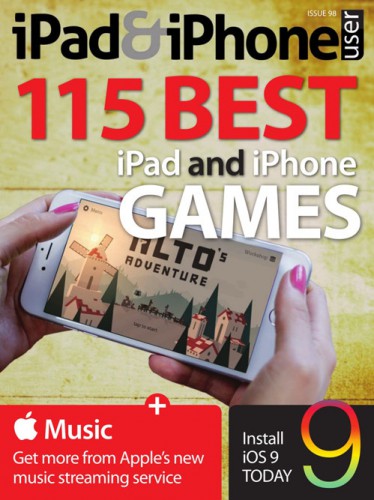 ISSUE 98
iPad&iPhone user
115 BEST
iPad and iPhone
GAMES
ALTO's
ADVENTURE
+
Music
Get more from Apple's new
music streaming service
Install
iOS 9
TODAY
9